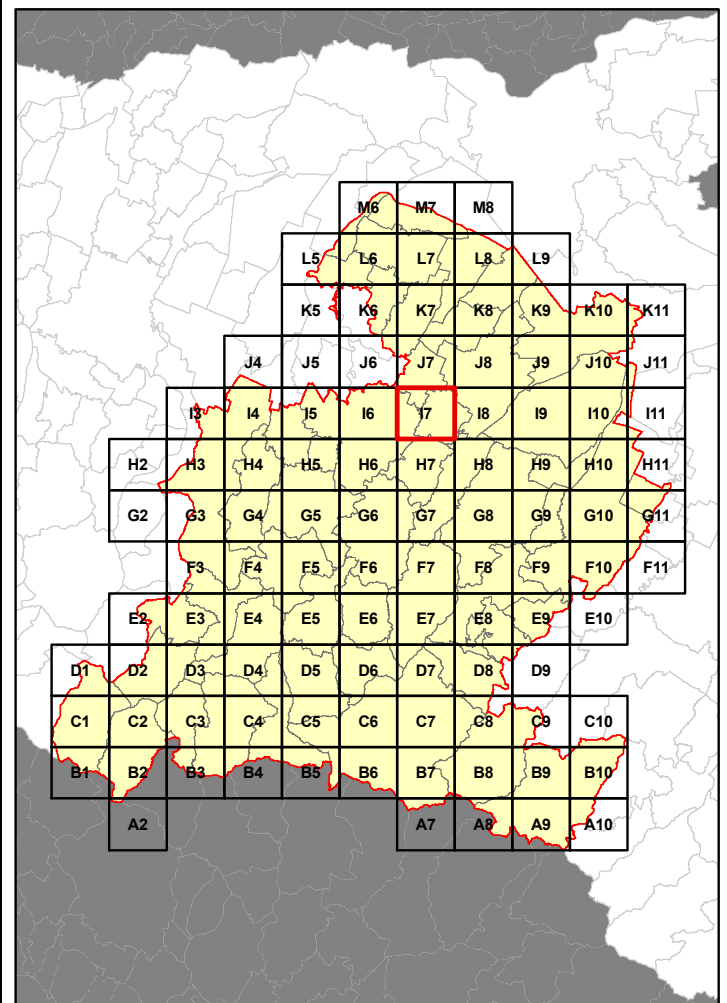 M6 M7 M8
L5 L6 L7 L8 L9
K5 K6 K7 K8 K9 K10 K11
J4 J5 J6 J7 J8 J9 J10 J11
I3 I4 I5 I6 I7 I8 I9 I10 I11
H2 H3 H4 H5 H6 H7 H8 H9 H10 H11
G2 G3 G4 G5 G6 G7 G8 G9 G10 G11
F3 F4 F5 F6 F7 F8 F9 F10 F11
E2 E3 E4 E5 E6 E7 E8 E9 E10
D1 D2 D3 D4 D5 D6 D7 D8 D9
C1 C2 C3 C4 C5 C6 C7 C8 C9 C10
B1 B2 B3 B4 B5 B6 B7 B8 B9 B10
A2 A7 A8 A9 A10